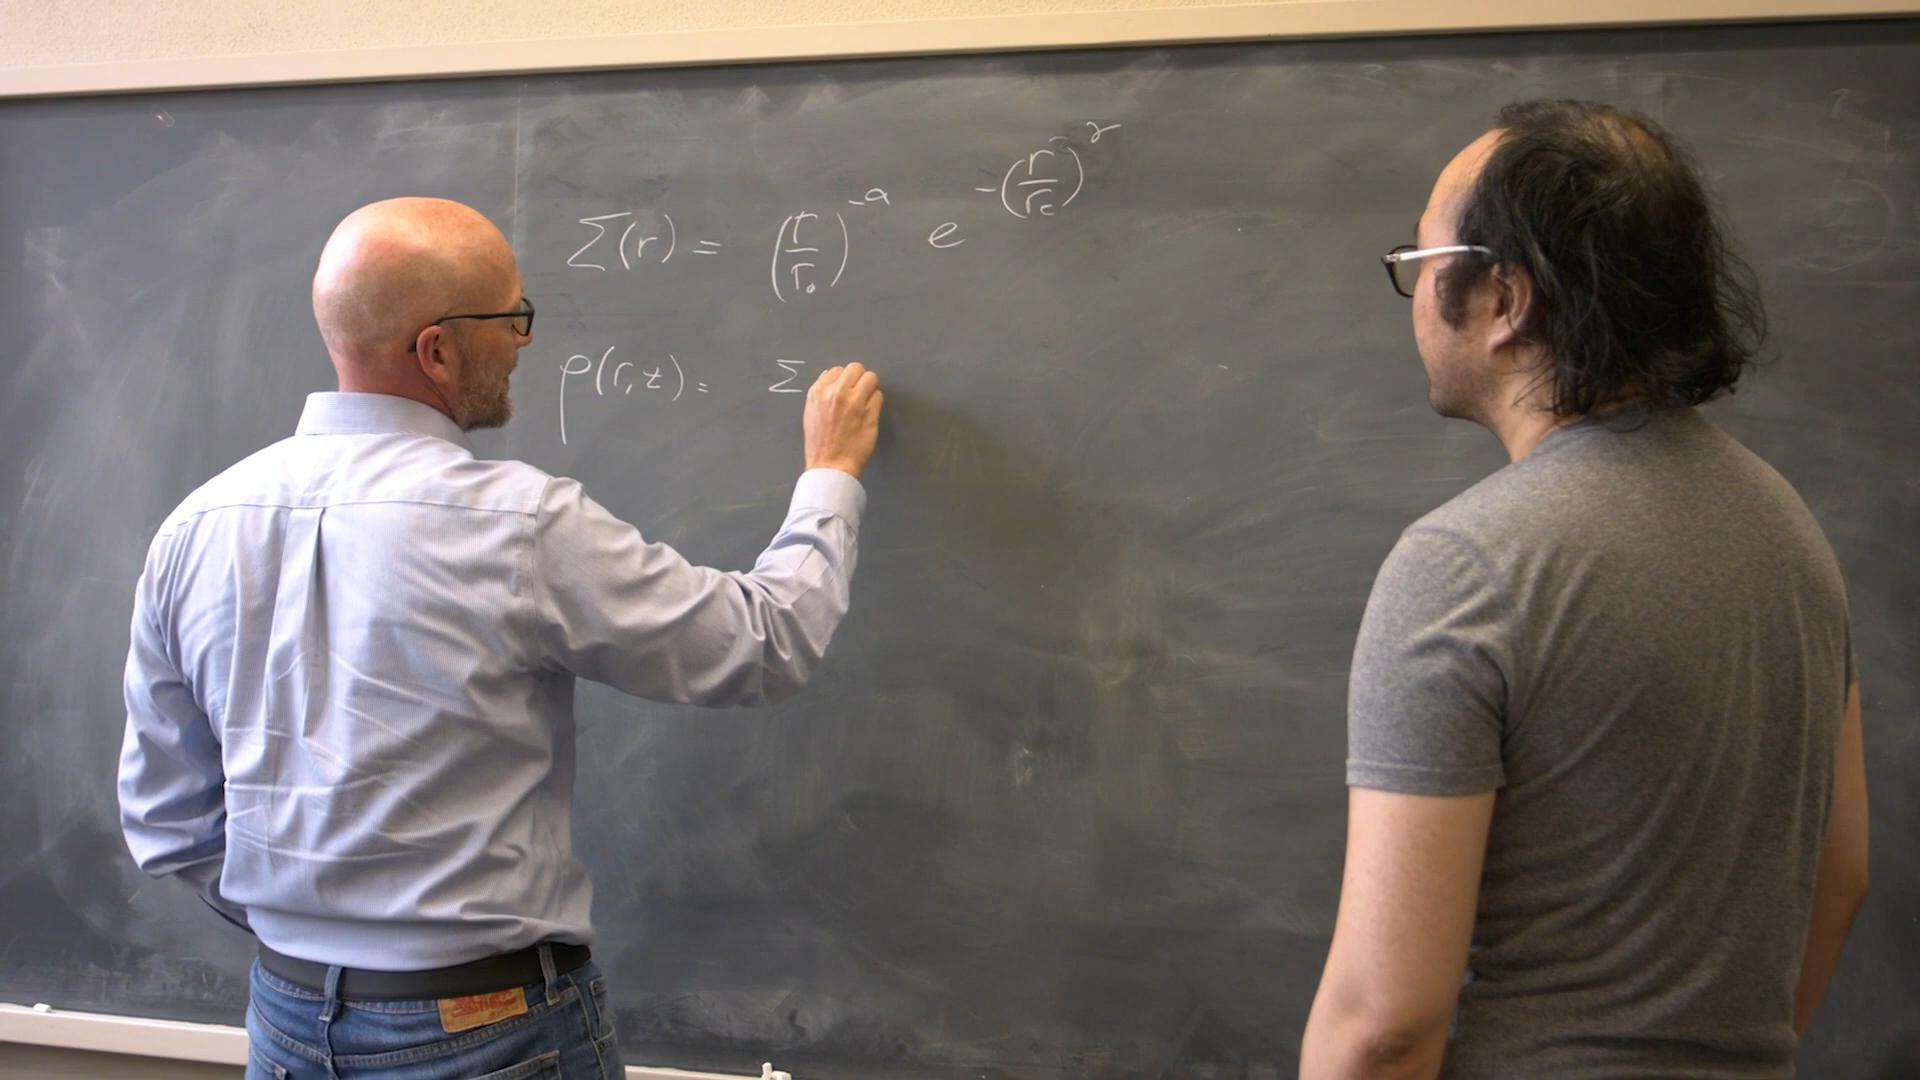 Σ(r) = (r/r₀)^-a e^-(r/r_c)^γ
ρ(r,z) = Σ